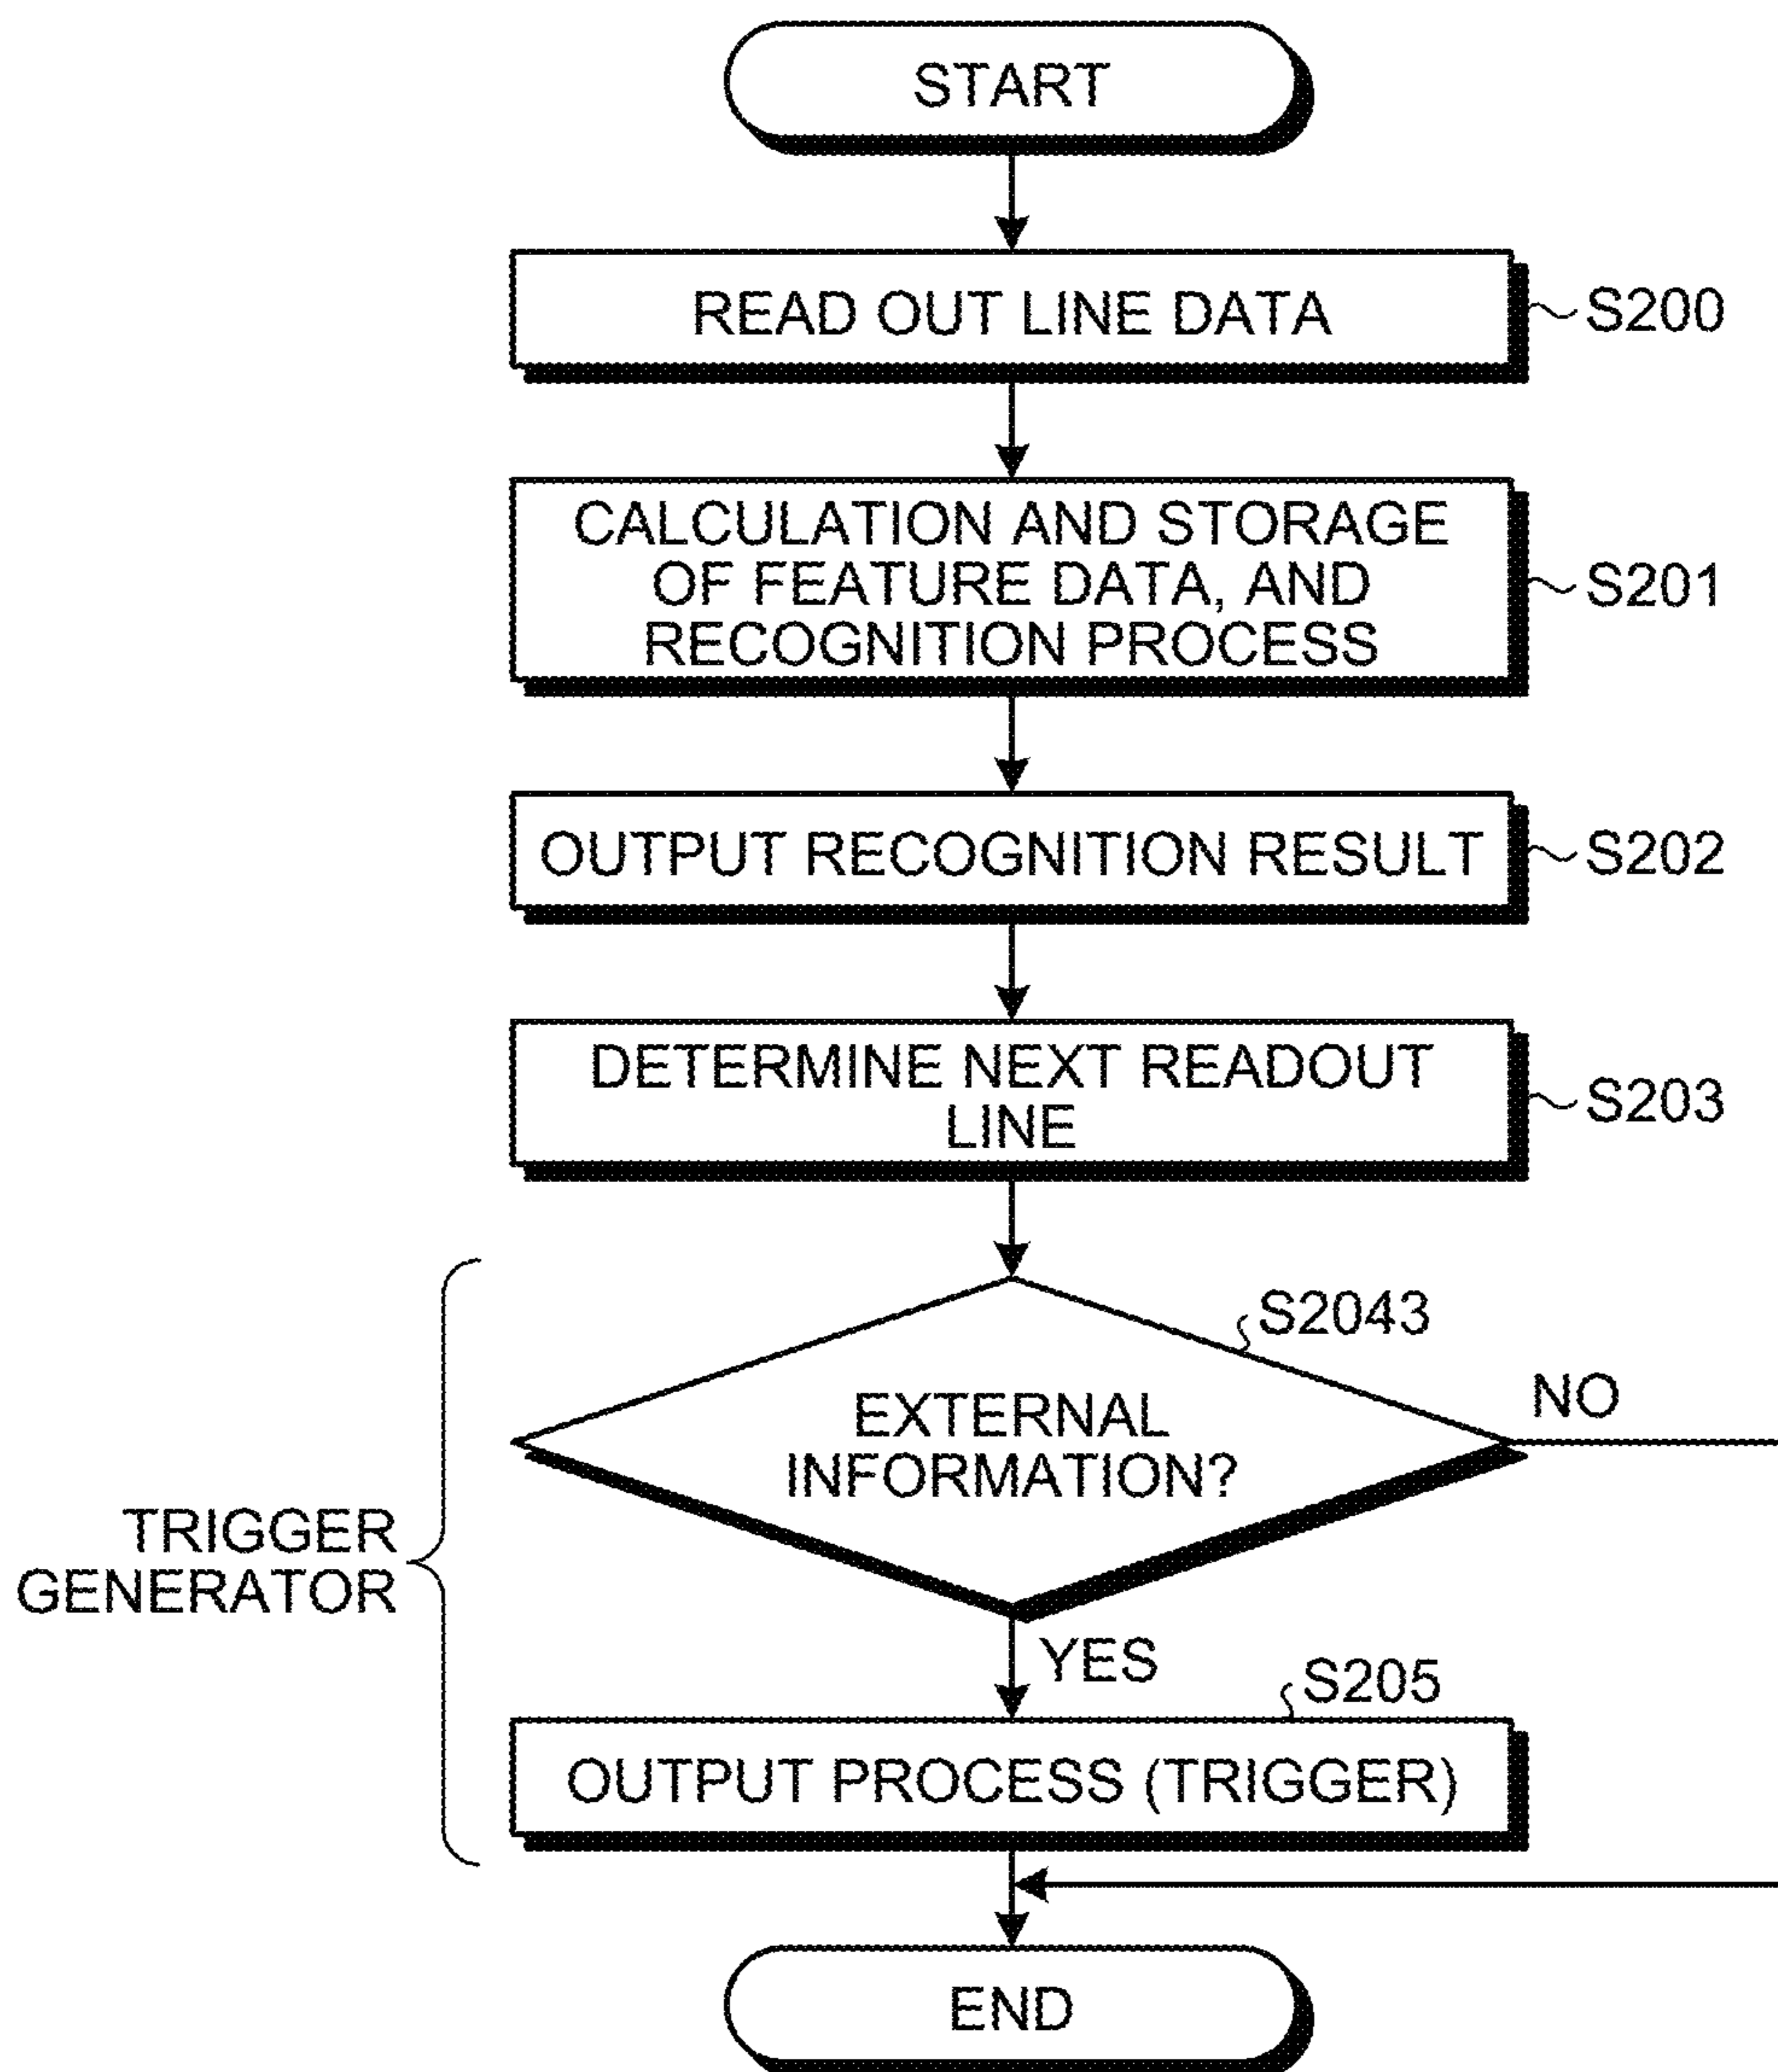 START
READ OUT LINE DATA
S200
CALCULATION AND STORAGE
OF FEATURE DATA, AND
RECOGNITION PROCESS
S201
OUTPUT RECOGNITION RESULT
S202
DETERMINE NEXT READOUT
LINE
S203
S2043
EXTERNAL
INFORMATION?
NO
TRIGGER
GENERATOR
YES
S205
OUTPUT PROCESS (TRIGGER)
END